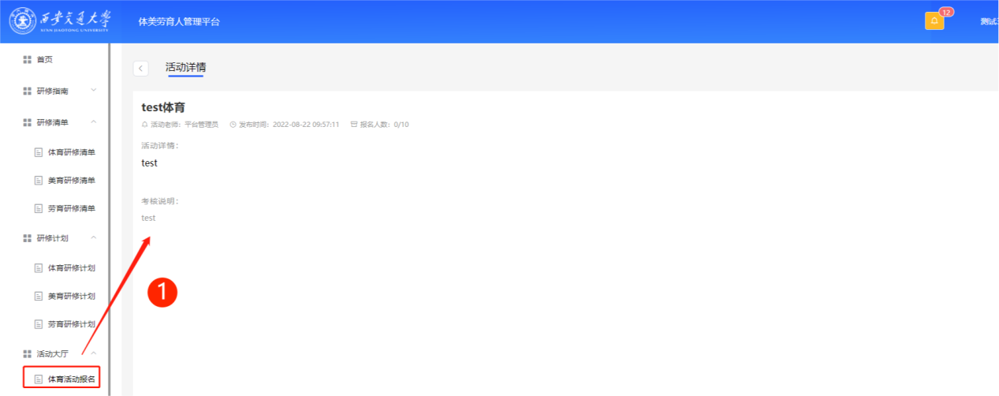 西安交通大学
XI'AN JIAOTONG UNIVERSITY
体美劳育人管理平台
12
测试
首页
研修指南
研修清单
体育研修清单
美育研修清单
劳育研修清单
研修计划
体育研修计划
美育研修计划
劳育研修计划
活动大厅
体育活动报名
活动详情
test体育
活动老师：平台管理员 发布时间：2022-08-22 09:57:11 报名人数：0/10
活动详情：
test
考核说明：
test
1